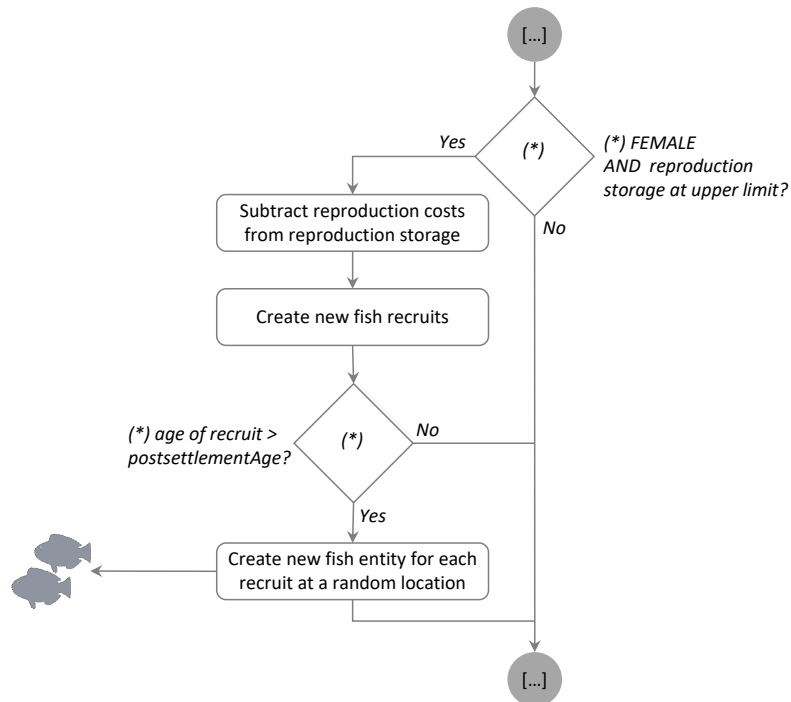 [...]
Yes
(*)
(*) FEMALE
AND reproduction
storage at upper limit?
No
Subtract reproduction costs
from reproduction storage
Create new fish recruits
(*) age of recruit >
postsettlementAge?
(*)
No
Yes
Create new fish entity for each
recruit at a random location
[...]